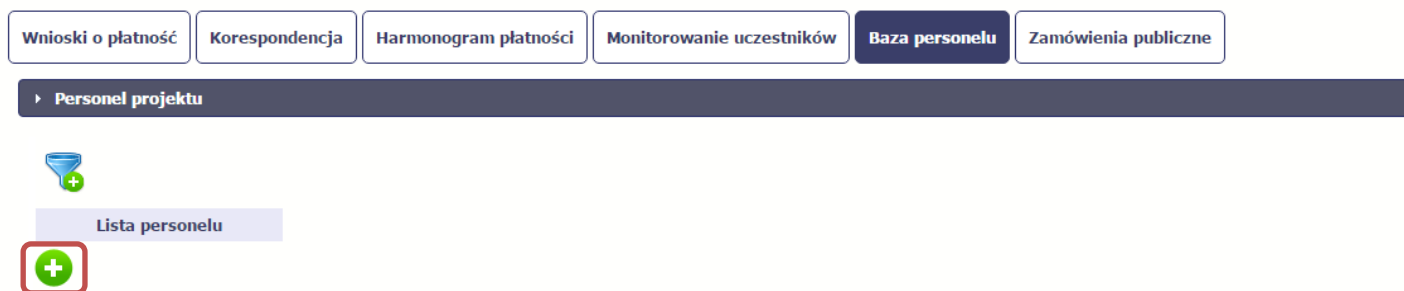 Wnioski o płatność Korespondencja Harmonogram płatności Monitorowanie uczestników Baza personelu Zamówienia publiczne
Personel projektu
Lista personelu